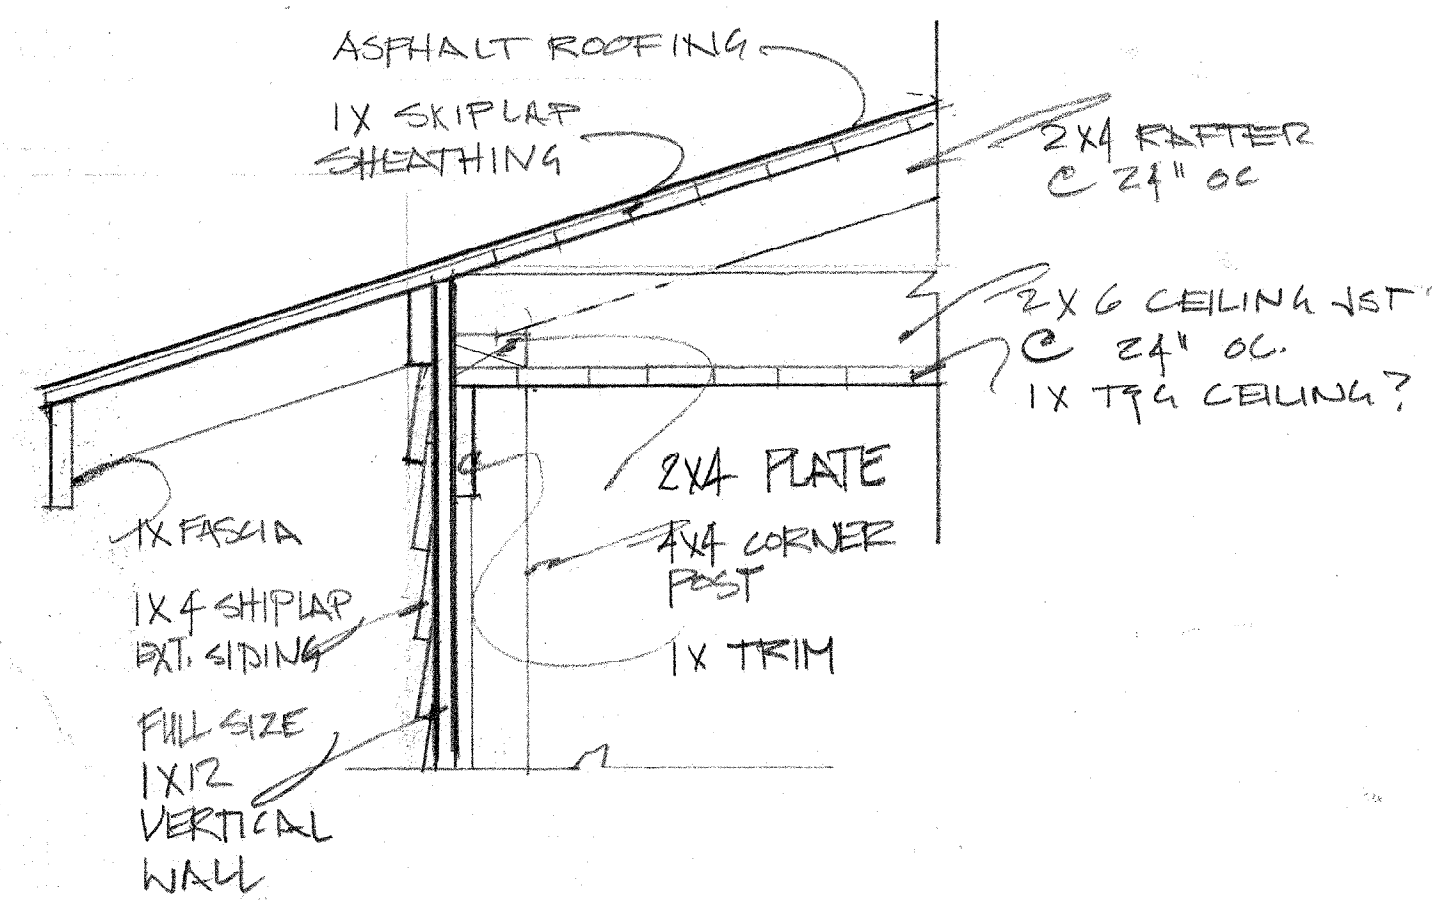 ASPHALT ROOFING
1X SKIPLAP
SHEATHING
2X4 RAFTER
@ 24" OC
2X6 CEILING JST
@ 24" OC.
1X T&G CEILING?
2X4 PLATE
4X4 CORNER
POST
1X TRIM
1X FASCIA
1X4 SHIPLAP
EXT. SIDING
FULL SIZE
1X12
VERTICAL
WALL